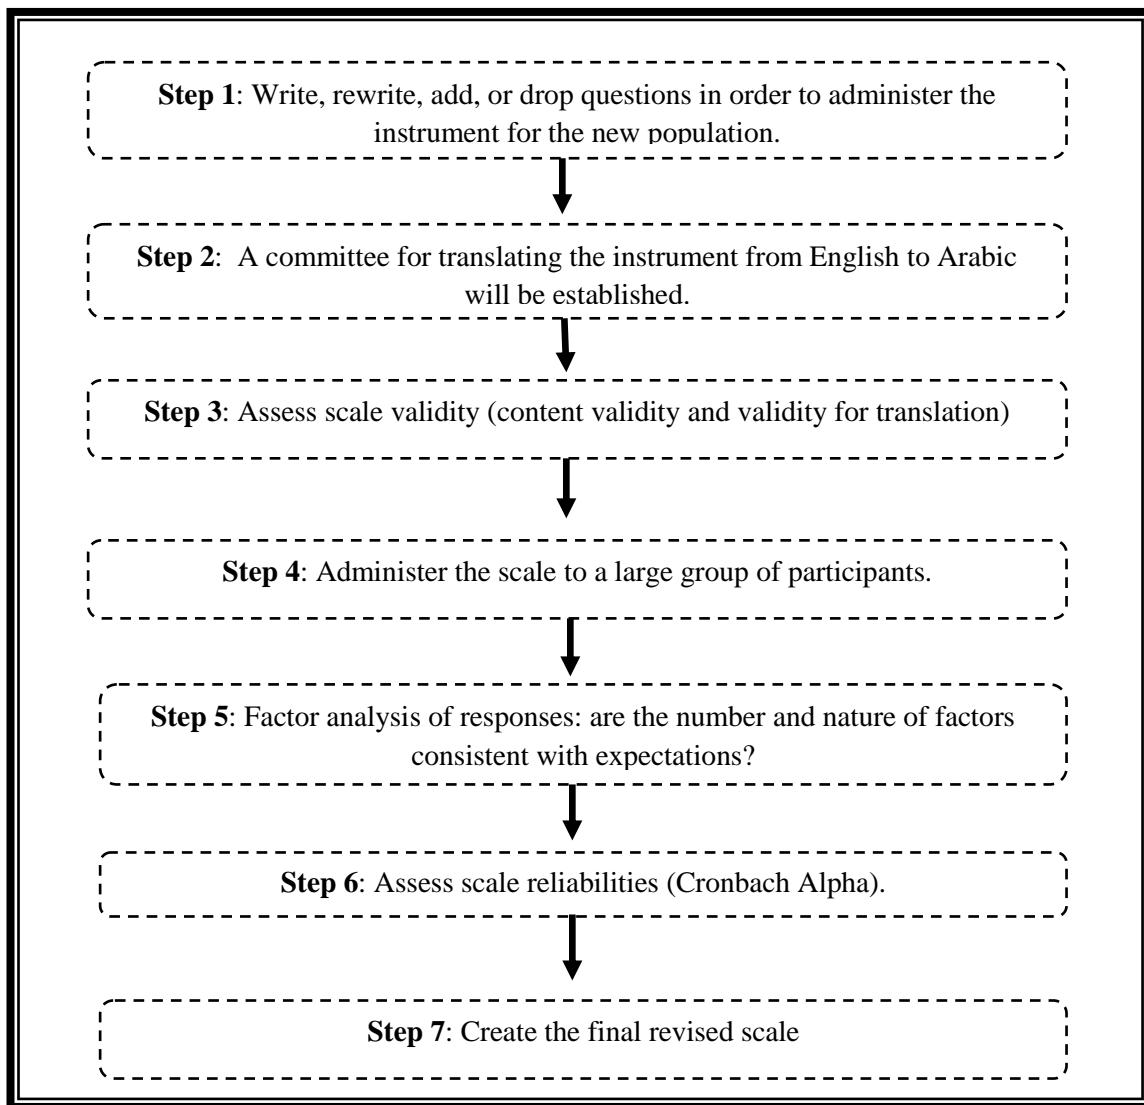 Step 1: Write, rewrite, add, or drop questions in order to administer the
instrument for the new population.
Step 2:  A committee for translating the instrument from English to Arabic
will be established.
Step 3: Assess scale validity (content validity and validity for translation)
Step 4: Administer the scale to a large group of participants.
Step 5: Factor analysis of responses: are the number and nature of factors
consistent with expectations?
Step 6: Assess scale reliabilities (Cronbach Alpha).
Step 7: Create the final revised scale